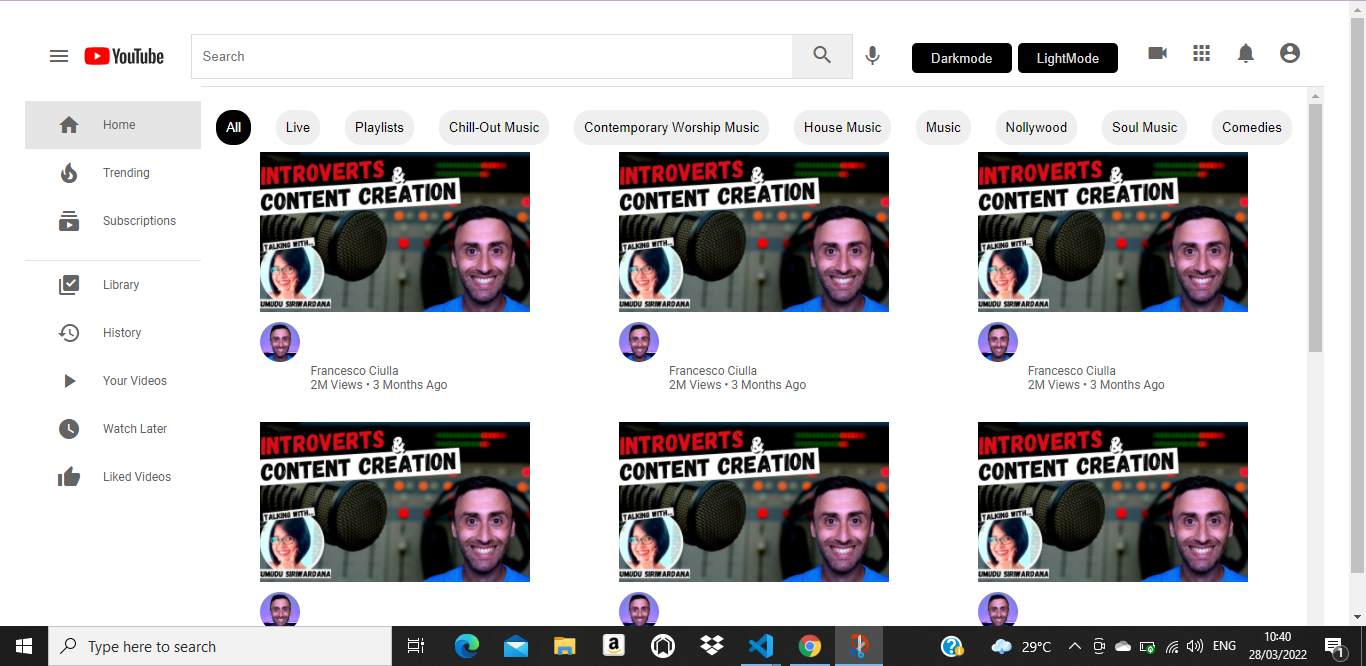 YouTube
Search
Darkmode
LightMode
Home
Trending
Subscriptions
Library
History
Your Videos
Watch Later
Liked Videos
All
Live
Playlists
Chill-Out Music
Contemporary Worship Music
House Music
Music
Nollywood
Soul Music
Comedies
INTROVERTS
&
CONTENT CREATION
TALKING WITH...
UMUDU SIRIWARDANA
INTROVERTS
&
CONTENT CREATION
TALKING WITH...
UMUDU SIRIWARDANA
INTROVERTS
&
CONTENT CREATION
TALKING WITH...
UMUDU SIRIWARDANA
Francesco Ciulla
2M Views • 3 Months Ago
Francesco Ciulla
2M Views • 3 Months Ago
Francesco Ciulla
2M Views • 3 Months Ago
INTROVERTS
&
CONTENT CREATION
TALKING WITH...
UMUDU SIRIWARDANA
INTROVERTS
&
CONTENT CREATION
TALKING WITH...
UMUDU SIRIWARDANA
INTROVERTS
&
CONTENT CREATION
TALKING WITH...
UMUDU SIRIWARDANA
Type here to search
29°C
ENG
10:40
28/03/2022
1